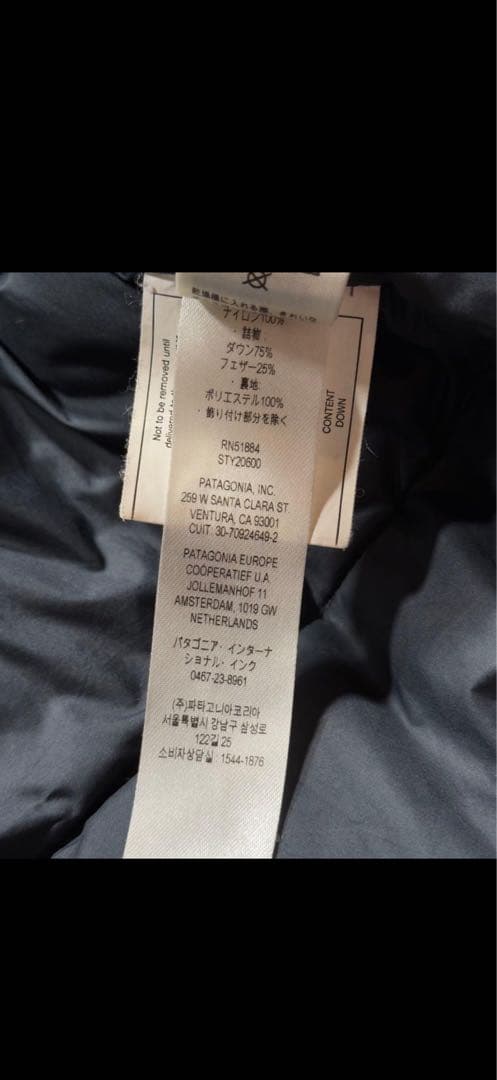 Not to be removed until
CONTENT
DOWN
ナイロン100%
・詰物:
ダウン75%
フェザー25%
・裏地:
ポリエステル100%
・飾り付け部分を除く
RN51884
STY20600
PATAGONIA, INC.
259 W SANTA CLARA ST.
VENTURA, CA 93001
CUIT: 30-70924649-2
PATAGONIA EUROPE
COÖPERATIEF U.A.
JOLLEMANHOF 11
AMSTERDAM, 1019 GW
NETHERLANDS
パタゴニア・インターナ
ショナル・インク
0467-23-8961
(주)파타고니아코리아
서울특별시 강남구 삼성로
122길 25
소비자상담실 : 1544-1876